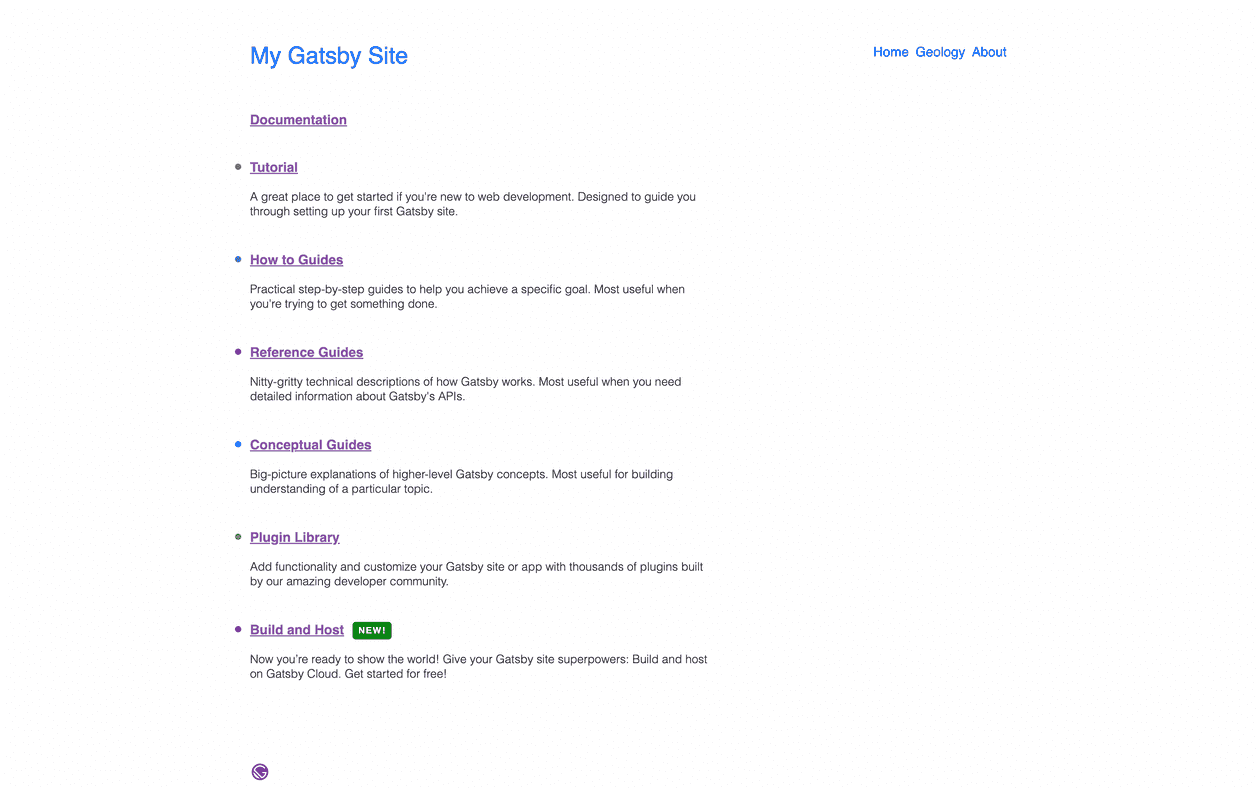 My Gatsby Site
Home Geology About
Documentation
Tutorial
A great place to get started if you're new to web development. Designed to guide you
through setting up your first Gatsby site.
How to Guides
Practical step-by-step guides to help you achieve a specific goal. Most useful when
you're trying to get something done.
Reference Guides
Nitty-gritty technical descriptions of how Gatsby works. Most useful when you need
detailed information about Gatsby's APIs.
Conceptual Guides
Big-picture explanations of higher-level Gatsby concepts. Most useful for building
understanding of a particular topic.
Plugin Library
Add functionality and customize your Gatsby site or app with thousands of plugins built
by our amazing developer community.
Build and Host NEW!
Now you're ready to show the world! Give your Gatsby site superpowers: Build and host
on Gatsby Cloud. Get started for free!